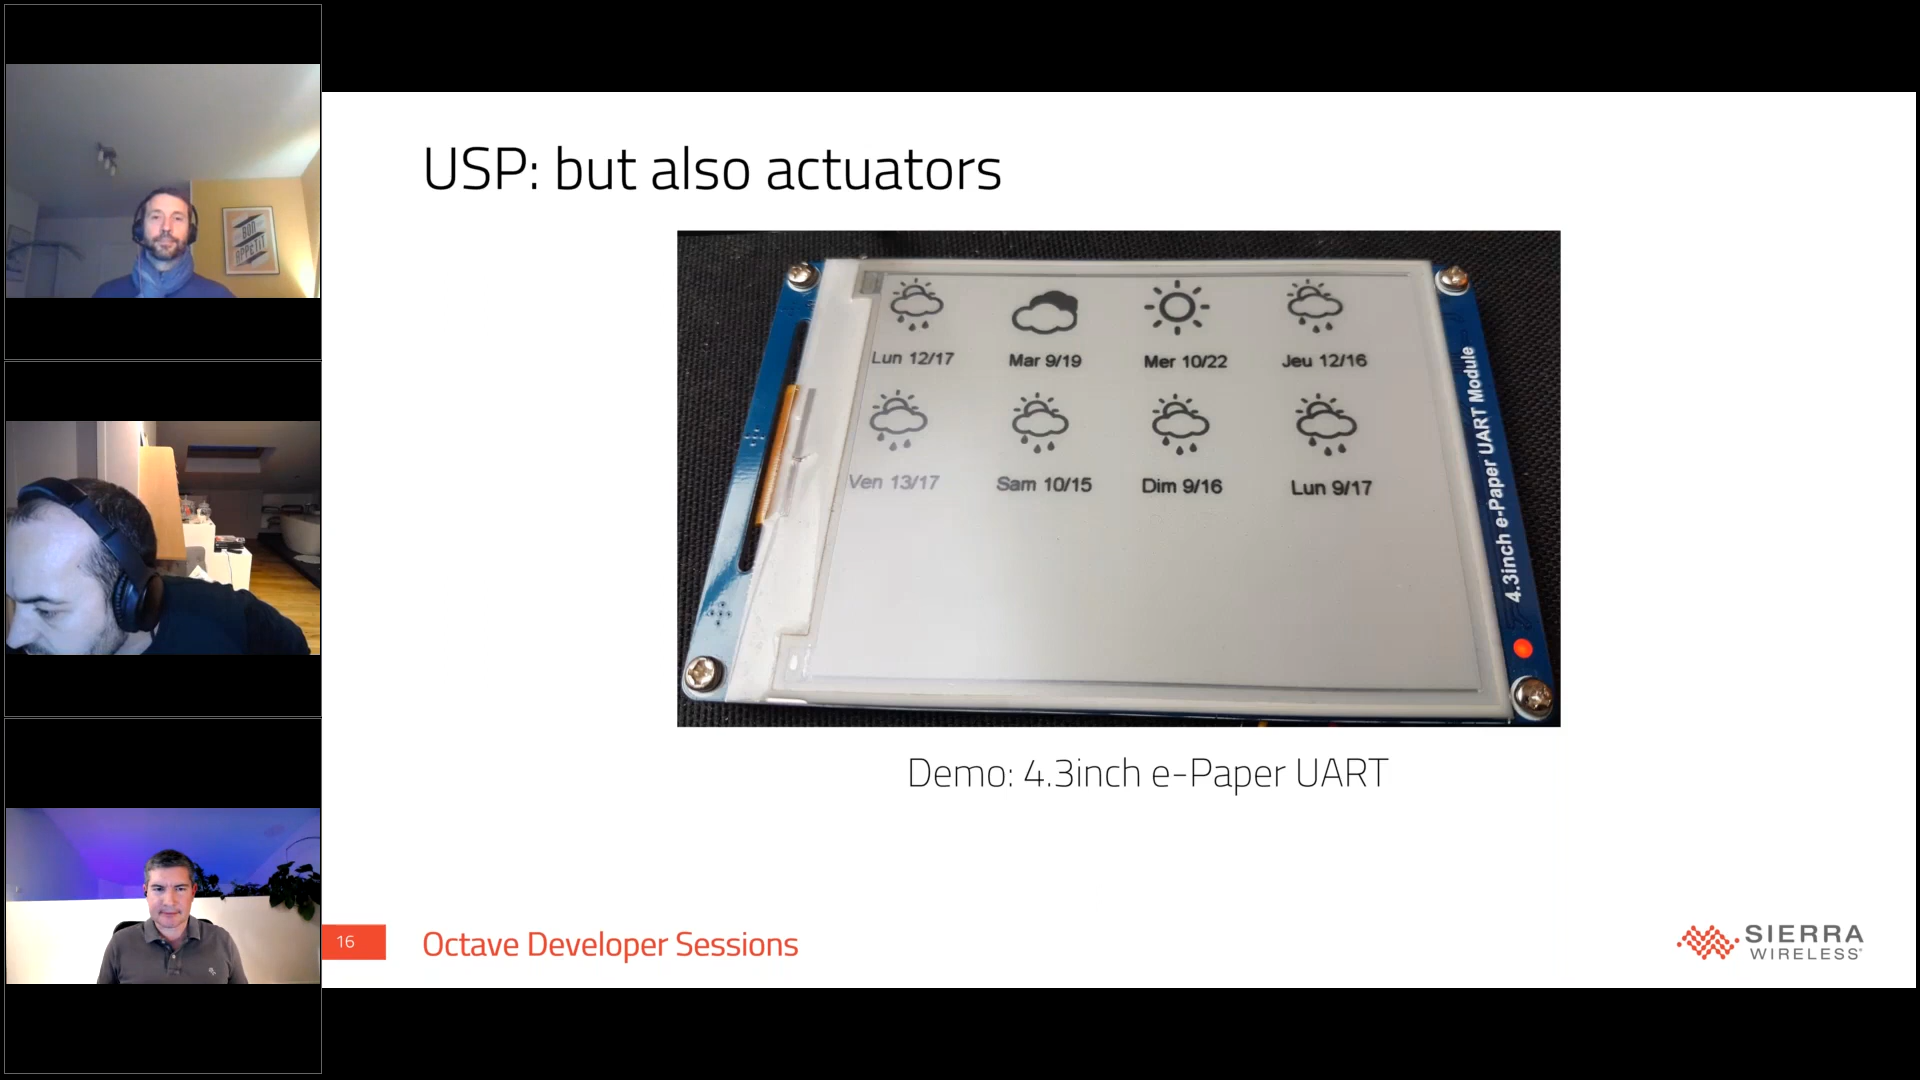 BON
APPETIT
USP: but also actuators
Lun 12/17
Mar 9/19
Mer 10/22
Jeu 12/16
Ven 13/17
Sam 10/15
Dim 9/16
Lun 9/17
4.3inch e-Paper UART Module
Demo: 4.3inch e-Paper UART
16
Octave Developer Sessions
SIERRA
WIRELESS